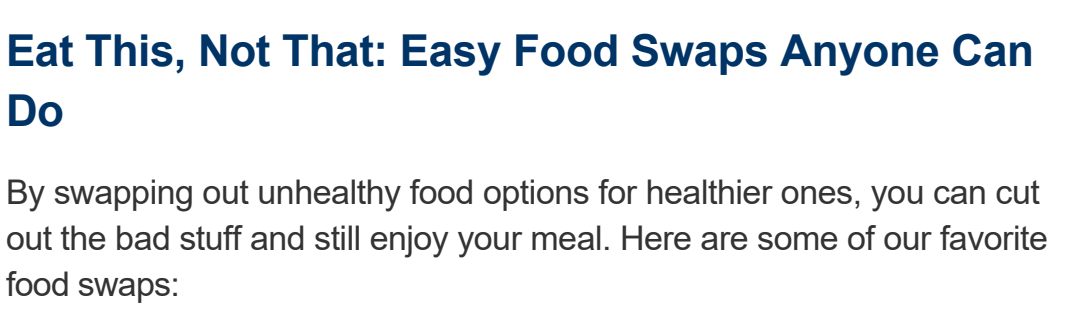 Eat This, Not That: Easy Food Swaps Anyone Can
Do
By swapping out unhealthy food options for healthier ones, you can cut
out the bad stuff and still enjoy your meal. Here are some of our favorite
food swaps: